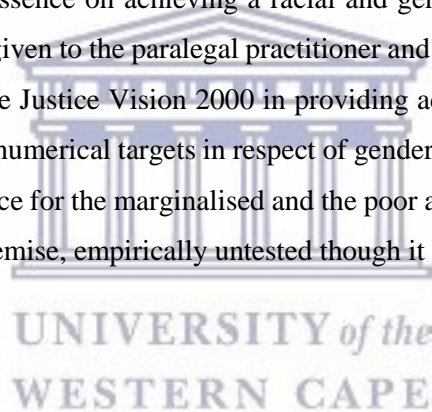 essence on achieving a racial and gen
given to the paralegal practitioner and
e Justice Vision 2000 in providing ac
numerical targets in respect of gender
ce for the marginalised and the poor a
emise, empirically untested though it
UNIVERSITY of the
WESTERN CAPE